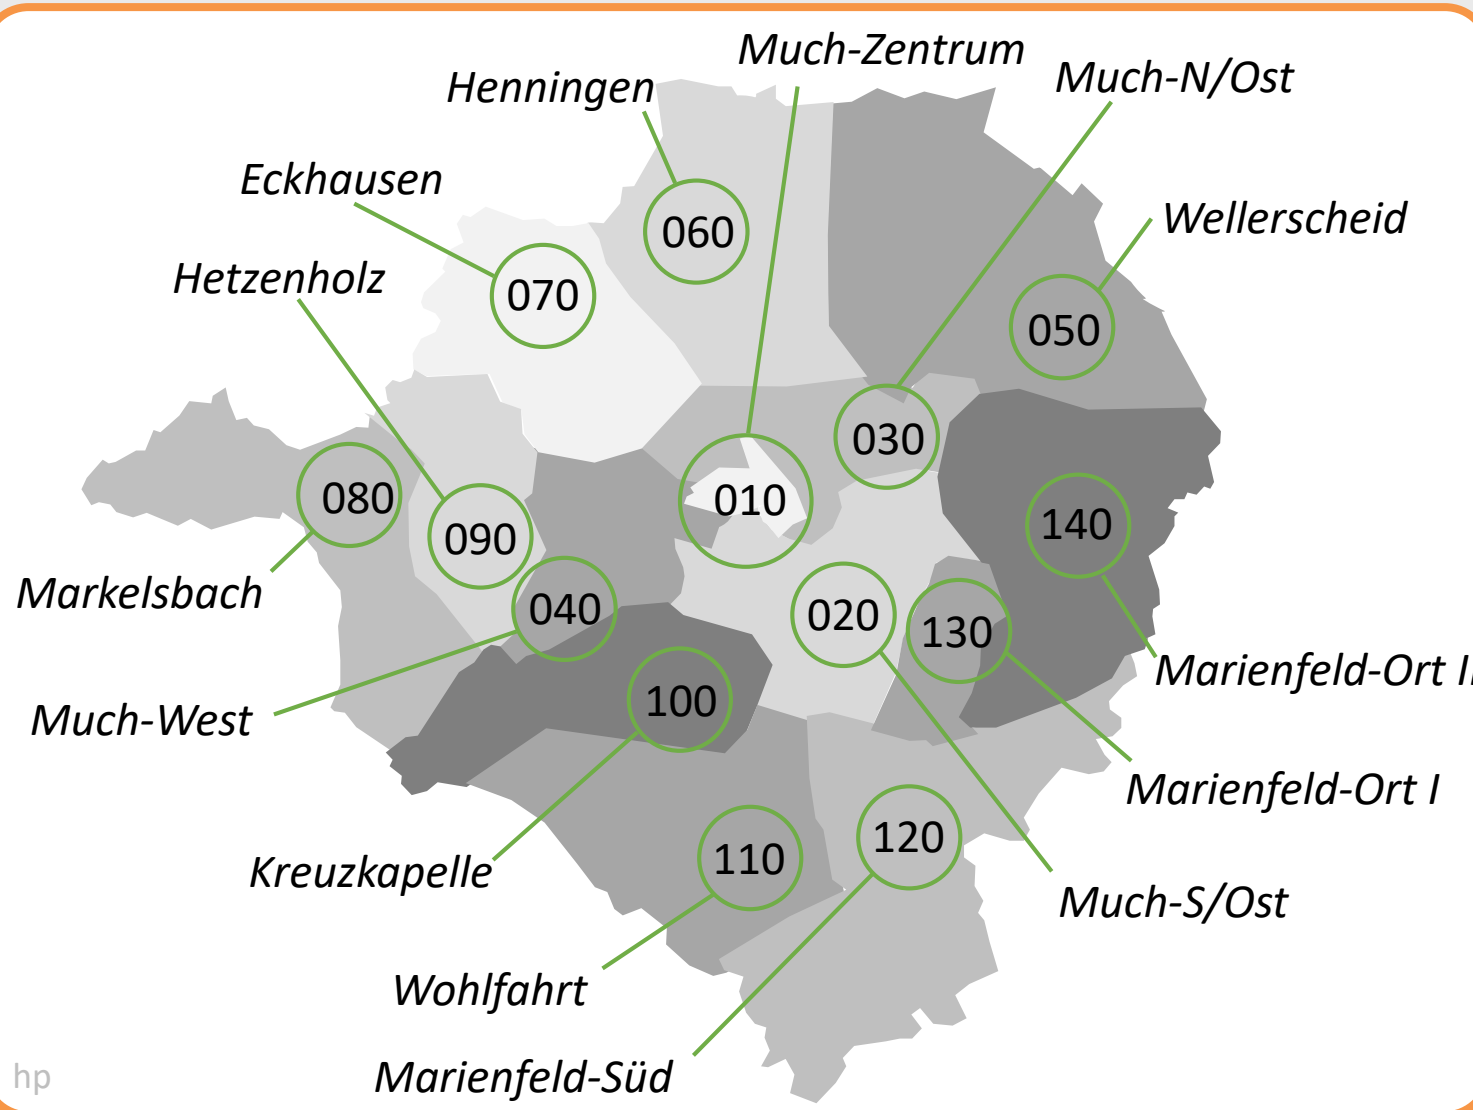 Much-Zentrum
Henningen
Much-N/Ost
Eckhausen
Wellerscheid
060
Hetzenholz
070
050
030
080
010
090
140
Markelsbach
040
020
130
Marienfeld-Ort II
100
Much-West
Marienfeld-Ort I
110
120
Kreuzkapelle
Much-S/Ost
Wohlfahrt
Marienfeld-Süd
hp